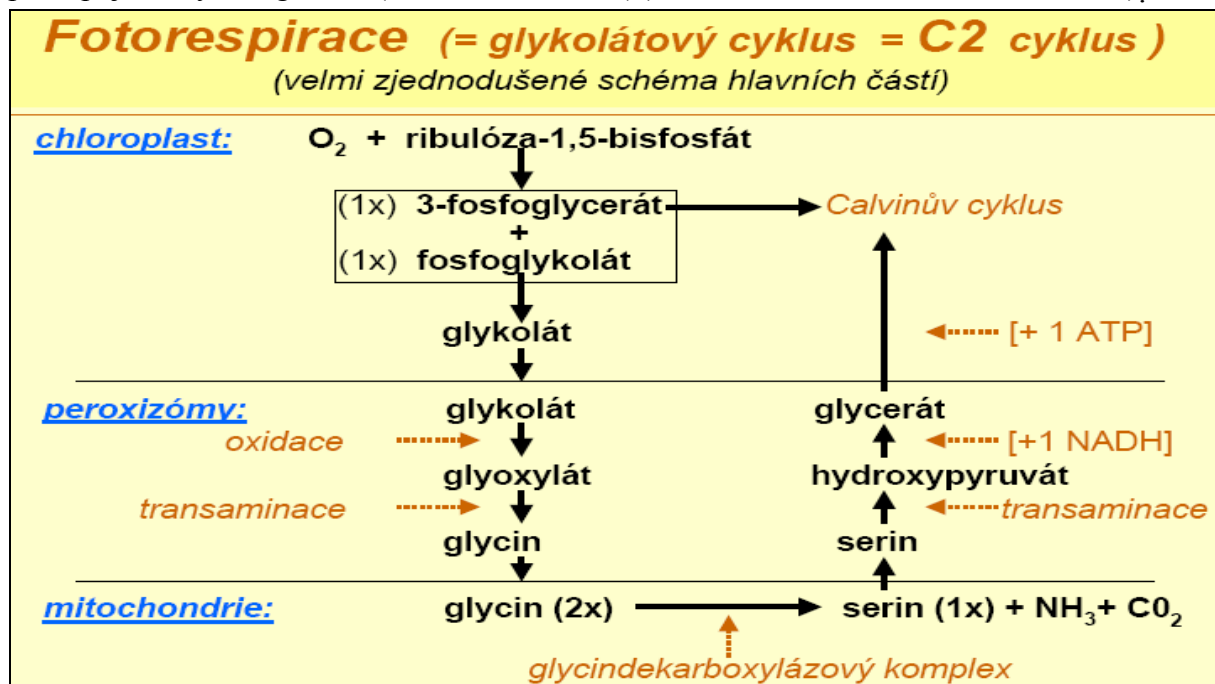 Fotorespirace (= glykolátový cyklus = C2 cyklus )
(velmi zjednodušené schéma hlavních částí)
chloroplast: O₂ + ribulóza-1,5-bisfosfát
(1x) 3-fosfoglycerát Calvinův cyklus
+
(1x) fosfoglykolát
glykolát [+ 1 ATP]
peroxizómy: glykolát glycerát
oxidace [+1 NADH]
glyoxylát hydroxypyruvát
transaminace transaminace
glycin serin
mitochondrie: glycin (2x) serin (1x) + NH₃+ C0₂
glycindekarboxylázový komplex